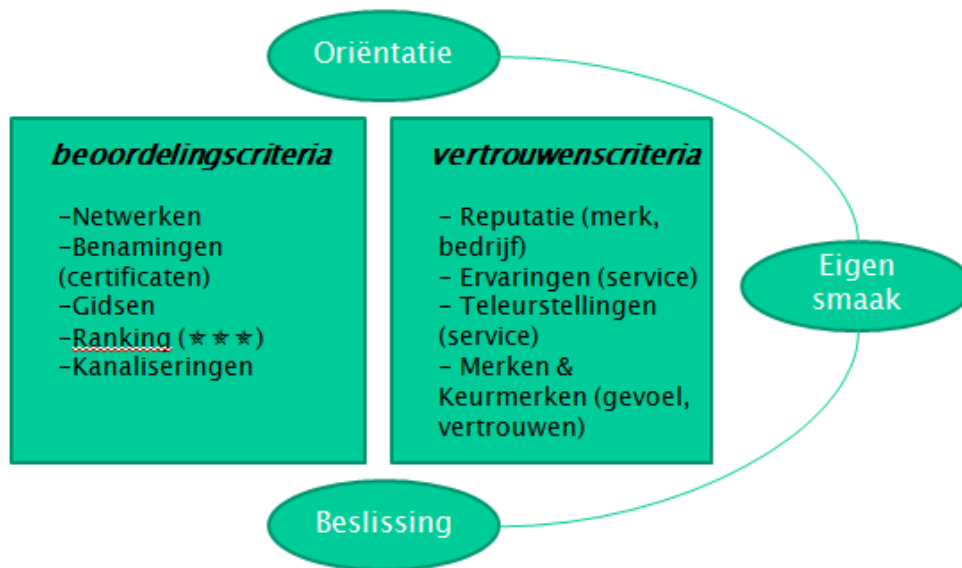 Oriëntatie
beoordelingscriteria
-Netwerken
-Benamingen
(certificaten)
-Gidsen
-Ranking (✯ ✯ ✯)
-Kanaliseringen
vertrouwenscriteria
- Reputatie (merk,
bedrijf)
- Ervaringen (service)
- Teleurstellingen
(service)
- Merken &
Keurmerken (gevoel,
vertrouwen)
Eigen
smaak
Beslissing